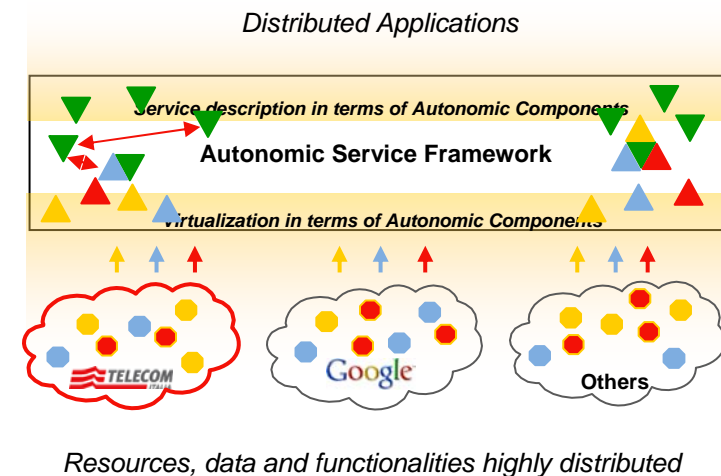 Distributed Applications
Service description in terms of Autonomic Components
Autonomic Service Framework
Virtualization in terms of Autonomic Components
TELECOM
ITALIA
Google
Others
Resources, data and functionalities highly distributed